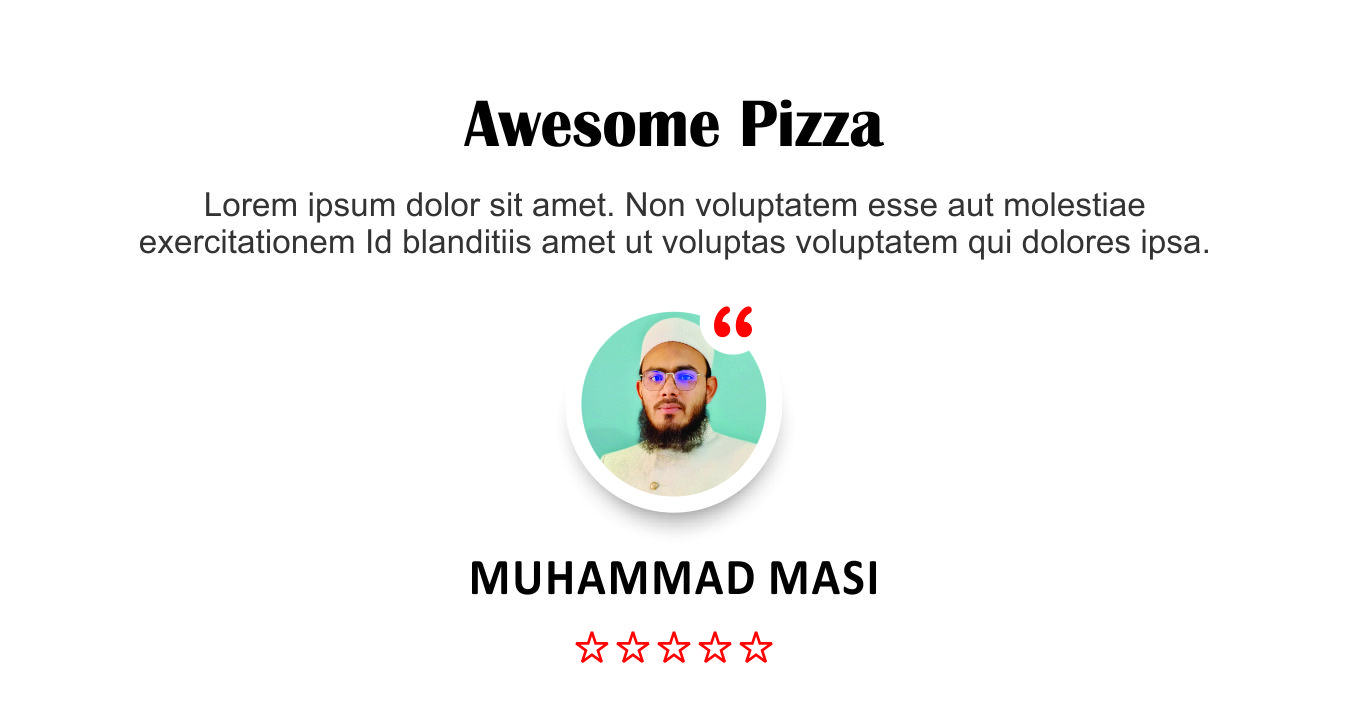 Awesome Pizza
Lorem ipsum dolor sit amet. Non voluptatem esse aut molestiae
exercitationem Id blanditiis amet ut voluptas voluptatem qui dolores ipsa.
“
MUHAMMAD MASI